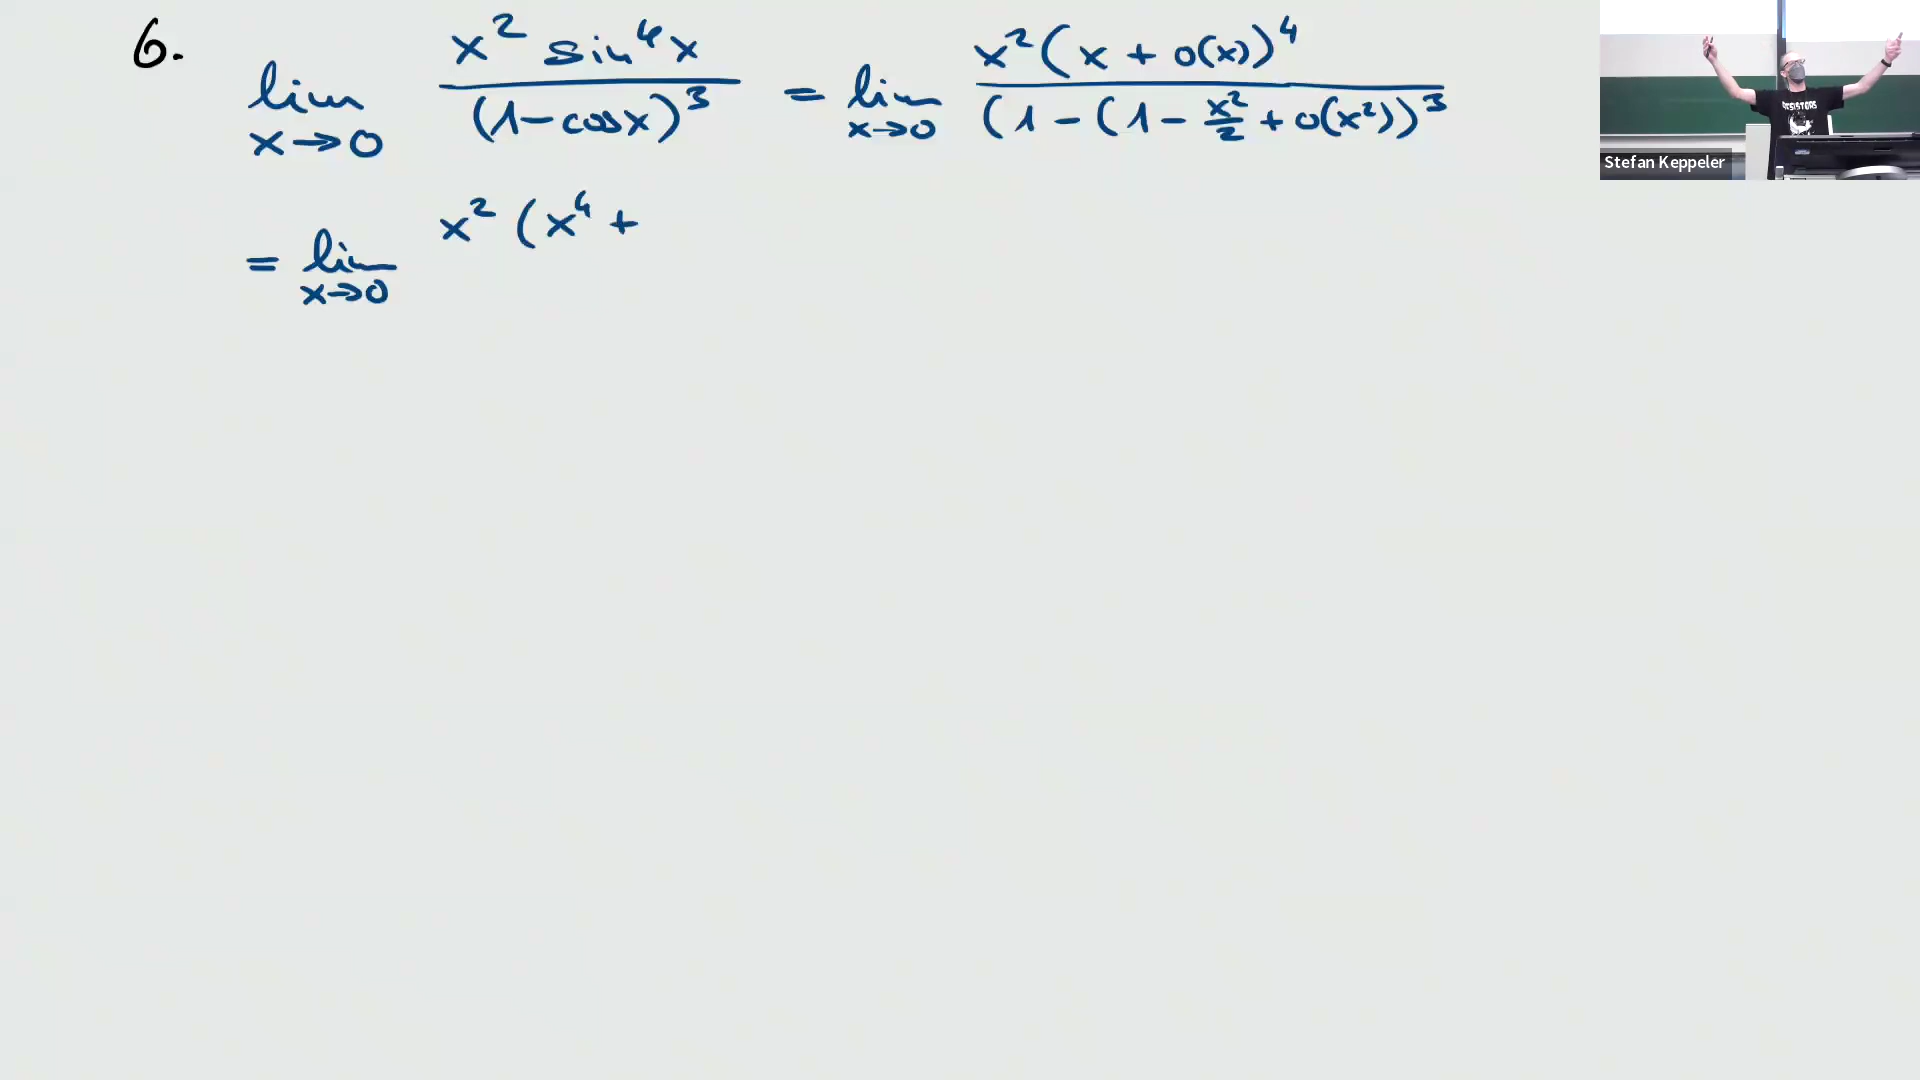 6. lim x→0 x² sin⁴x / (1-cosx)³ = lim x→0 x²(x + o(x))⁴ / (1-(1-x²/2+o(x²))³
= lim x→0 x² (x⁴ +
RESISTORS
Stefan Keppeler